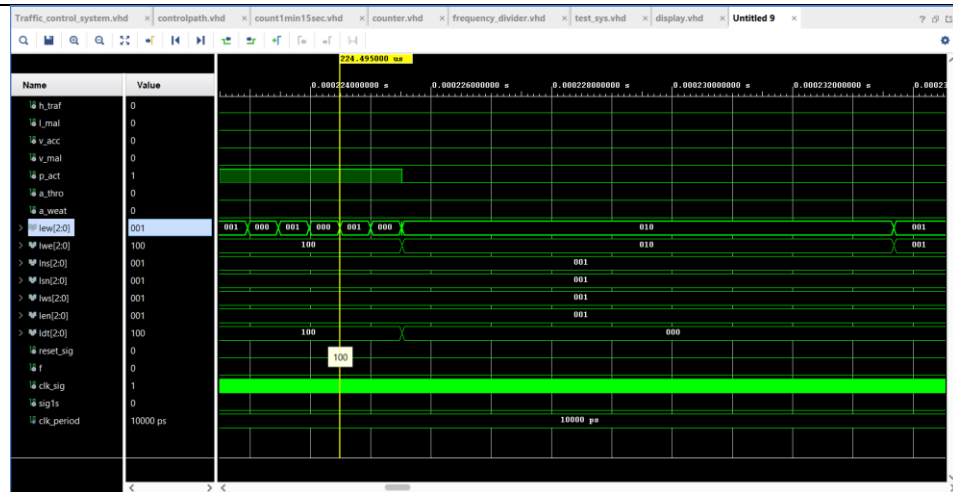 Traffic_control_system.vhd × controlpath.vhd × count1min15sec.vhd × counter.vhd × frequency_divider.vhd × test_sys.vhd × display.vhd × Untitled 9 × ?
224.495000 us
Name Value
0.000224000000 s 0.000226000000 s 0.000228000000 s 0.000230000000 s 0.000232000000 s 0.00023
h_traf 0
l_mal 0
v_acc 0
v_mal 0
p_act 1
a_thro 0
a_weat 0
lew[2:0] 001 001 000 001 000 001 000 010 001
lwe[2:0] 100 100 010 001
lns[2:0] 001 001
lsn[2:0] 001 001
lws[2:0] 001 001
len[2:0] 001 001
ldt[2:0] 100 100 000
100
reset_sig 0
f 0
clk_sig 1
sig1s 0
clk_period 10000 ps 10000 ps